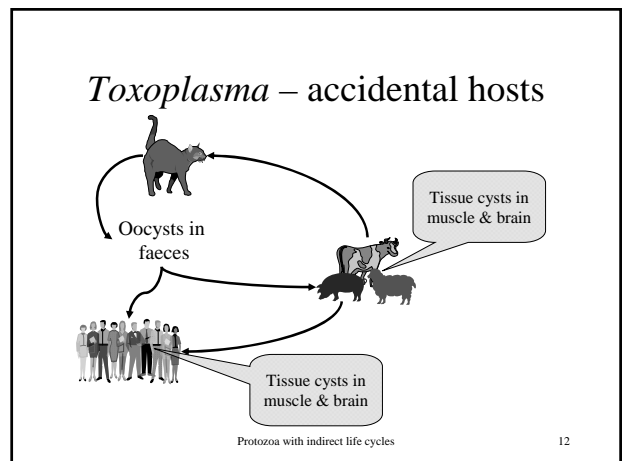 Toxoplasma – accidental hosts
Oocysts in
faeces
Tissue cysts in
muscle & brain
Tissue cysts in
muscle & brain
Protozoa with indirect life cycles
12